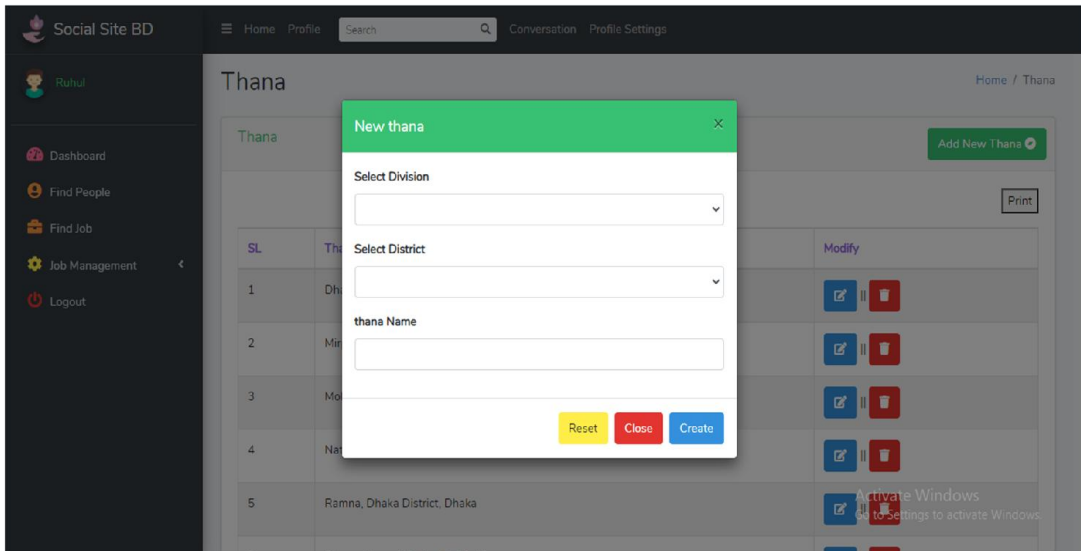 Social Site BD
Home Profile Search Conversation Profile Settings
Ruhul
Thana
Home / Thana
Dashboard
Find People
Find Job
Job Management
Logout
Thana
Add New Thana
Print
New thana
×
Select Division
Select District
thana Name
Reset Close Create
SL
Modify
1
||
2
||
3
||
4
||
5 Ramna, Dhaka District, Dhaka
||
Activate Windows
Go to Settings to activate Windows.